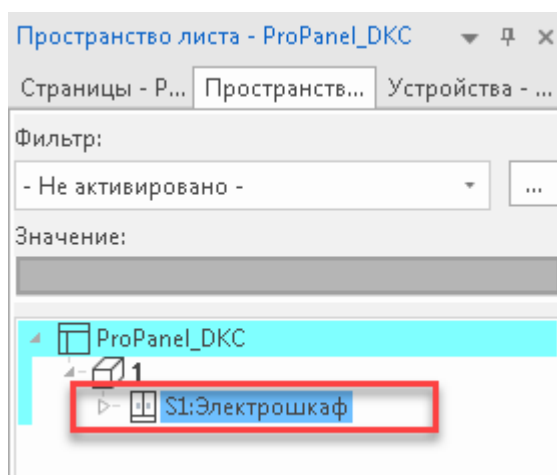 Пространство листа - ProPanel_DKC
Страницы - P... Пространств... Устройства - ...
Фильтр:
- Не активировано - ...
Значение:
ProPanel_DKC
1
S1:Электрошкаф